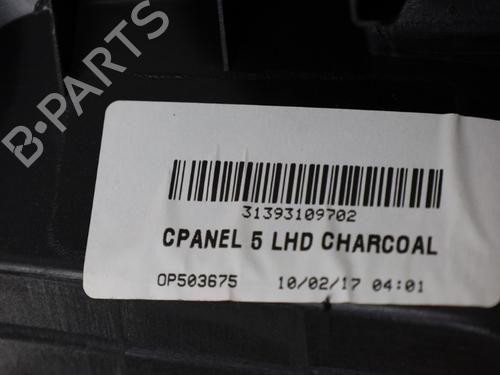 B-PARTS
31393109702
CPANEL 5 LHD CHARCOAL
OP503675 10/02/17 04:01